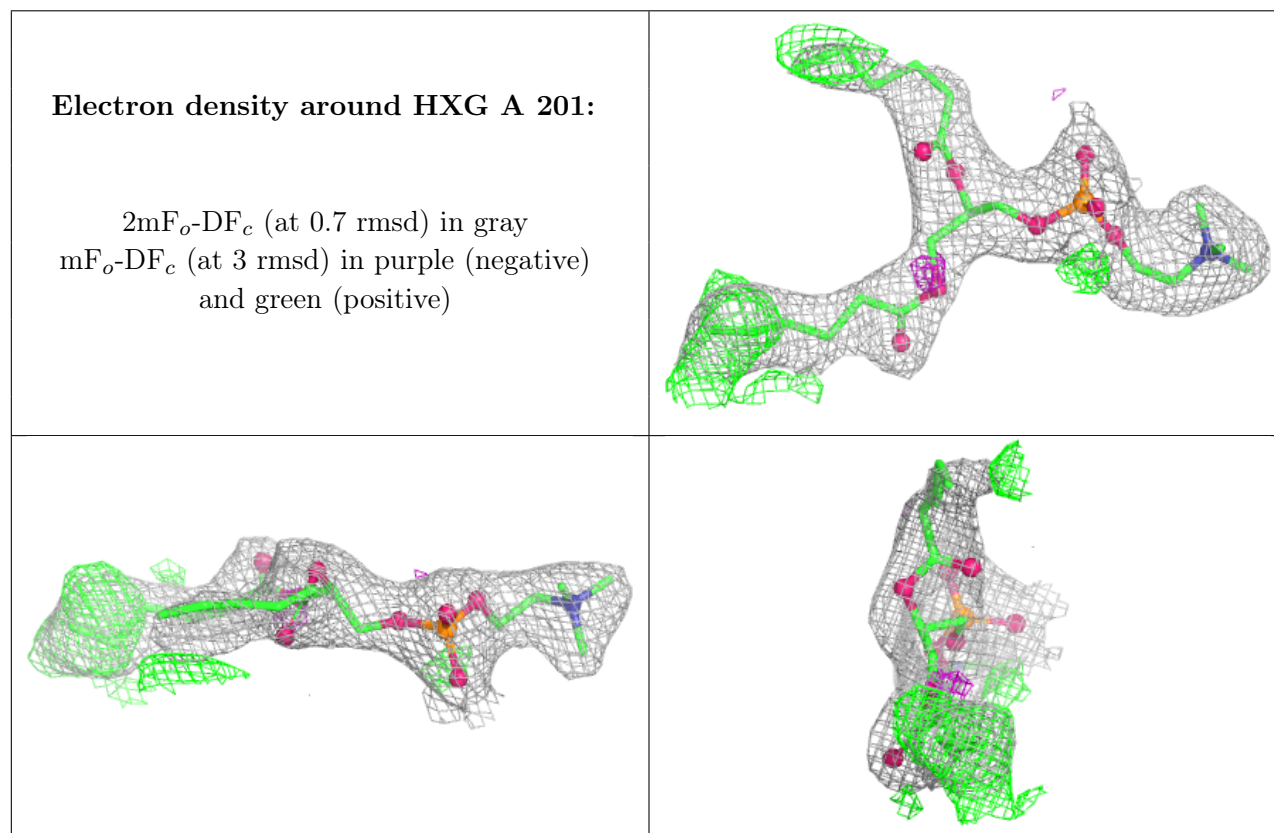 Electron density around HXG A 201:
2mFo-DFc (at 0.7 rmsd) in gray
mFo-DFc (at 3 rmsd) in purple (negative)
and green (positive)